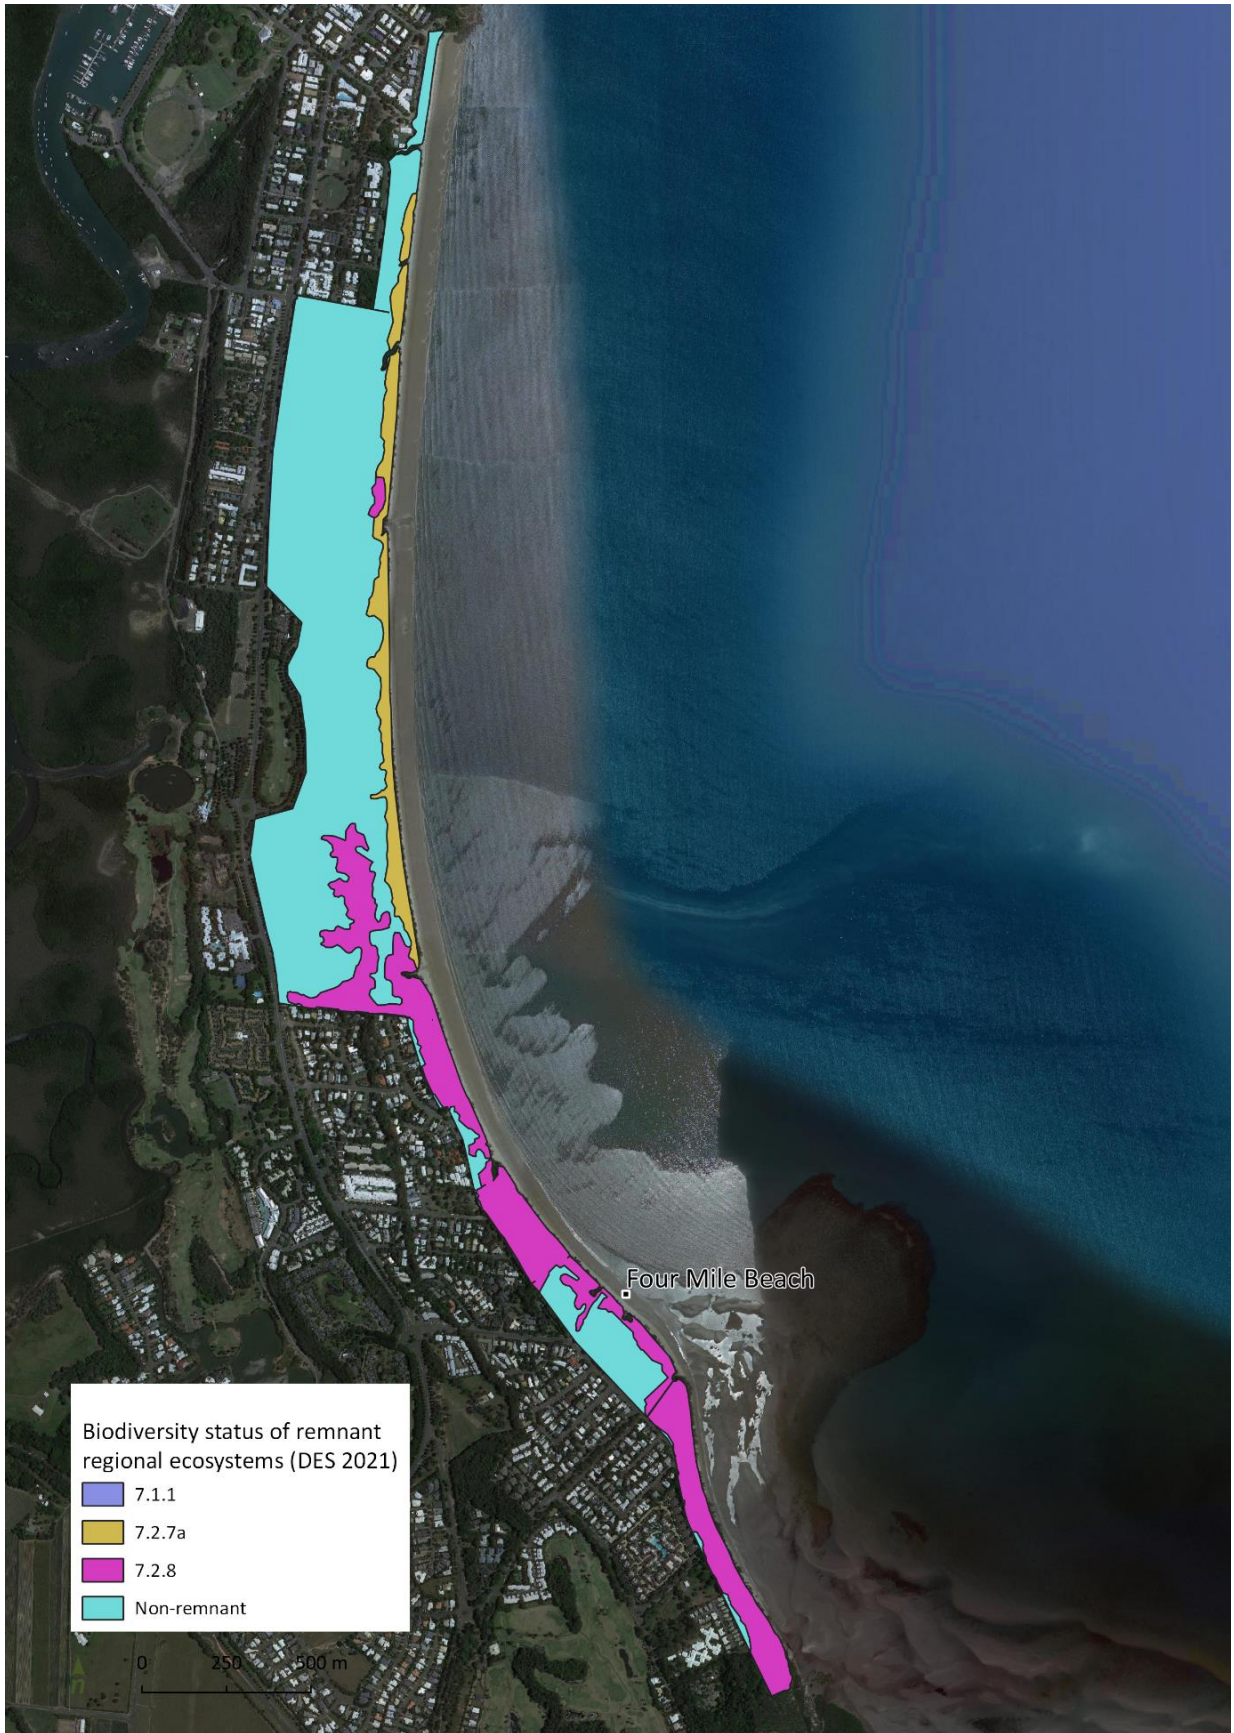 Four Mile Beach
Biodiversity status of remnant
regional ecosystems (DES 2021)
7.1.1
7.2.7a
7.2.8
Non-remnant
0 250 500 m